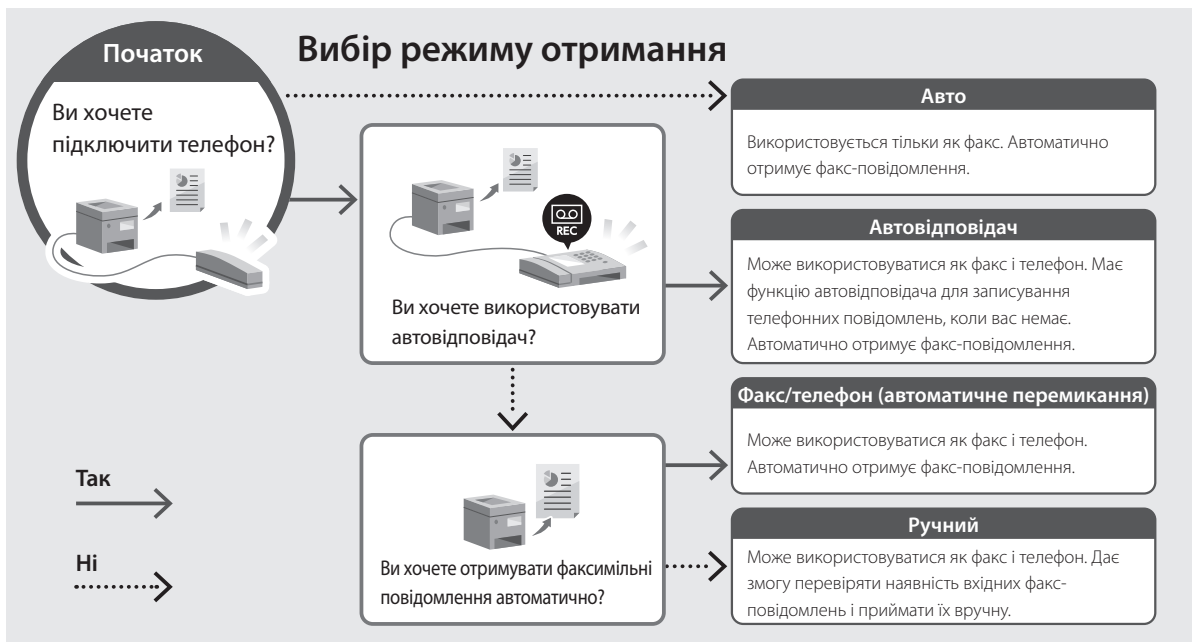 Початок
Вибір режиму отримання
Ви хочете
підключити телефон?
REC
Ви хочете використовувати
автовідповідач?
Ви хочете отримувати факсимільні
повідомлення автоматично?
Авто
Використовується тільки як факс. Автоматично
отримує факс-повідомлення.
Автовідповідач
Може використовуватися як факс і телефон. Має
функцію автовідповідача для записування
телефонних повідомлень, коли вас немає.
Автоматично отримує факс-повідомлення.
Факс/телефон (автоматичне перемикання)
Може використовуватися як факс і телефон.
Автоматично отримує факс-повідомлення.
Ручний
Може використовуватися як факс і телефон. Дає
змогу перевіряти наявність вхідних факс-
повідомлень і приймати їх вручну.
Так
Ні